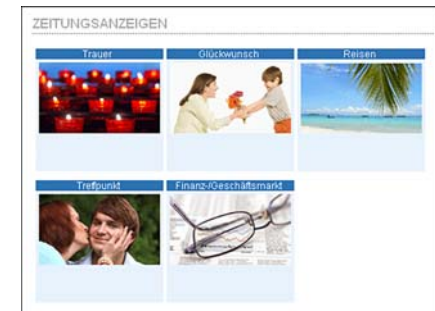 ZEITUNGSANZEIGEN
Trauer
Glückwunsch
Reisen
Treffpunkt
Finanz-/Geschäftsmarkt